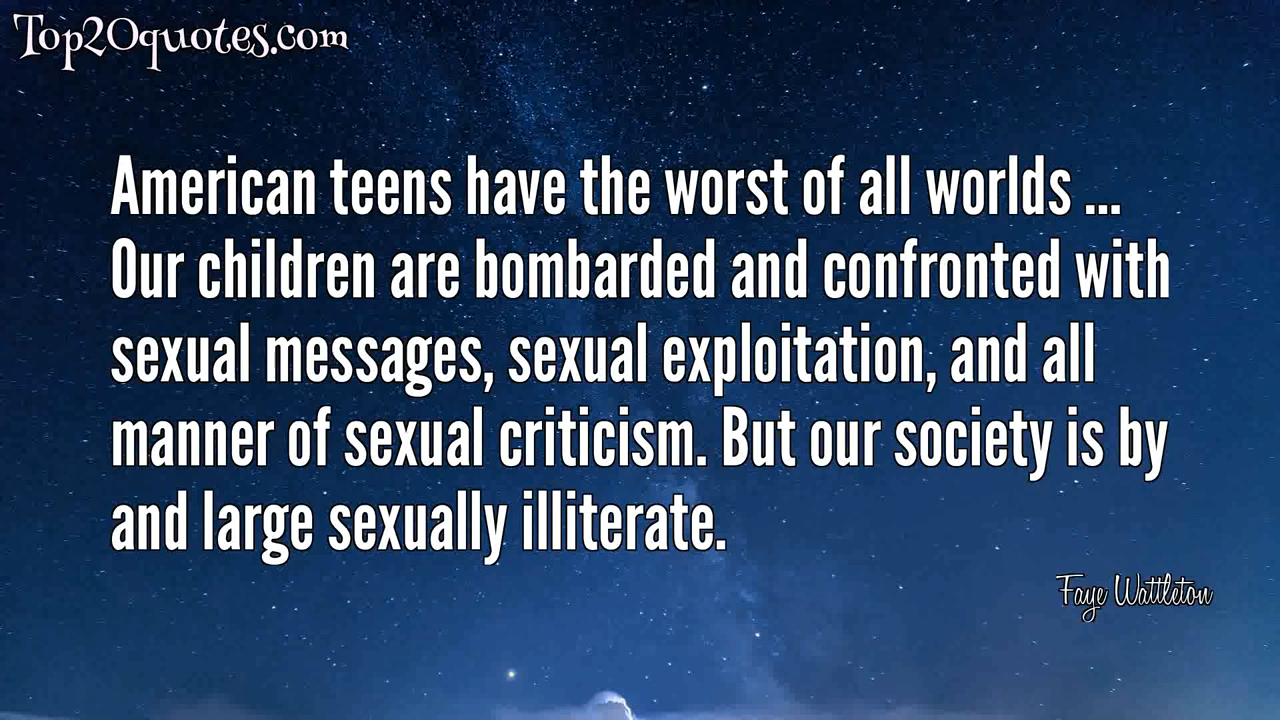 Top20quotes.com
American teens have the worst of all worlds ...
Our children are bombarded and confronted with
sexual messages, sexual exploitation, and all
manner of sexual criticism. But our society is by
and large sexually illiterate.
Faye Wattleton